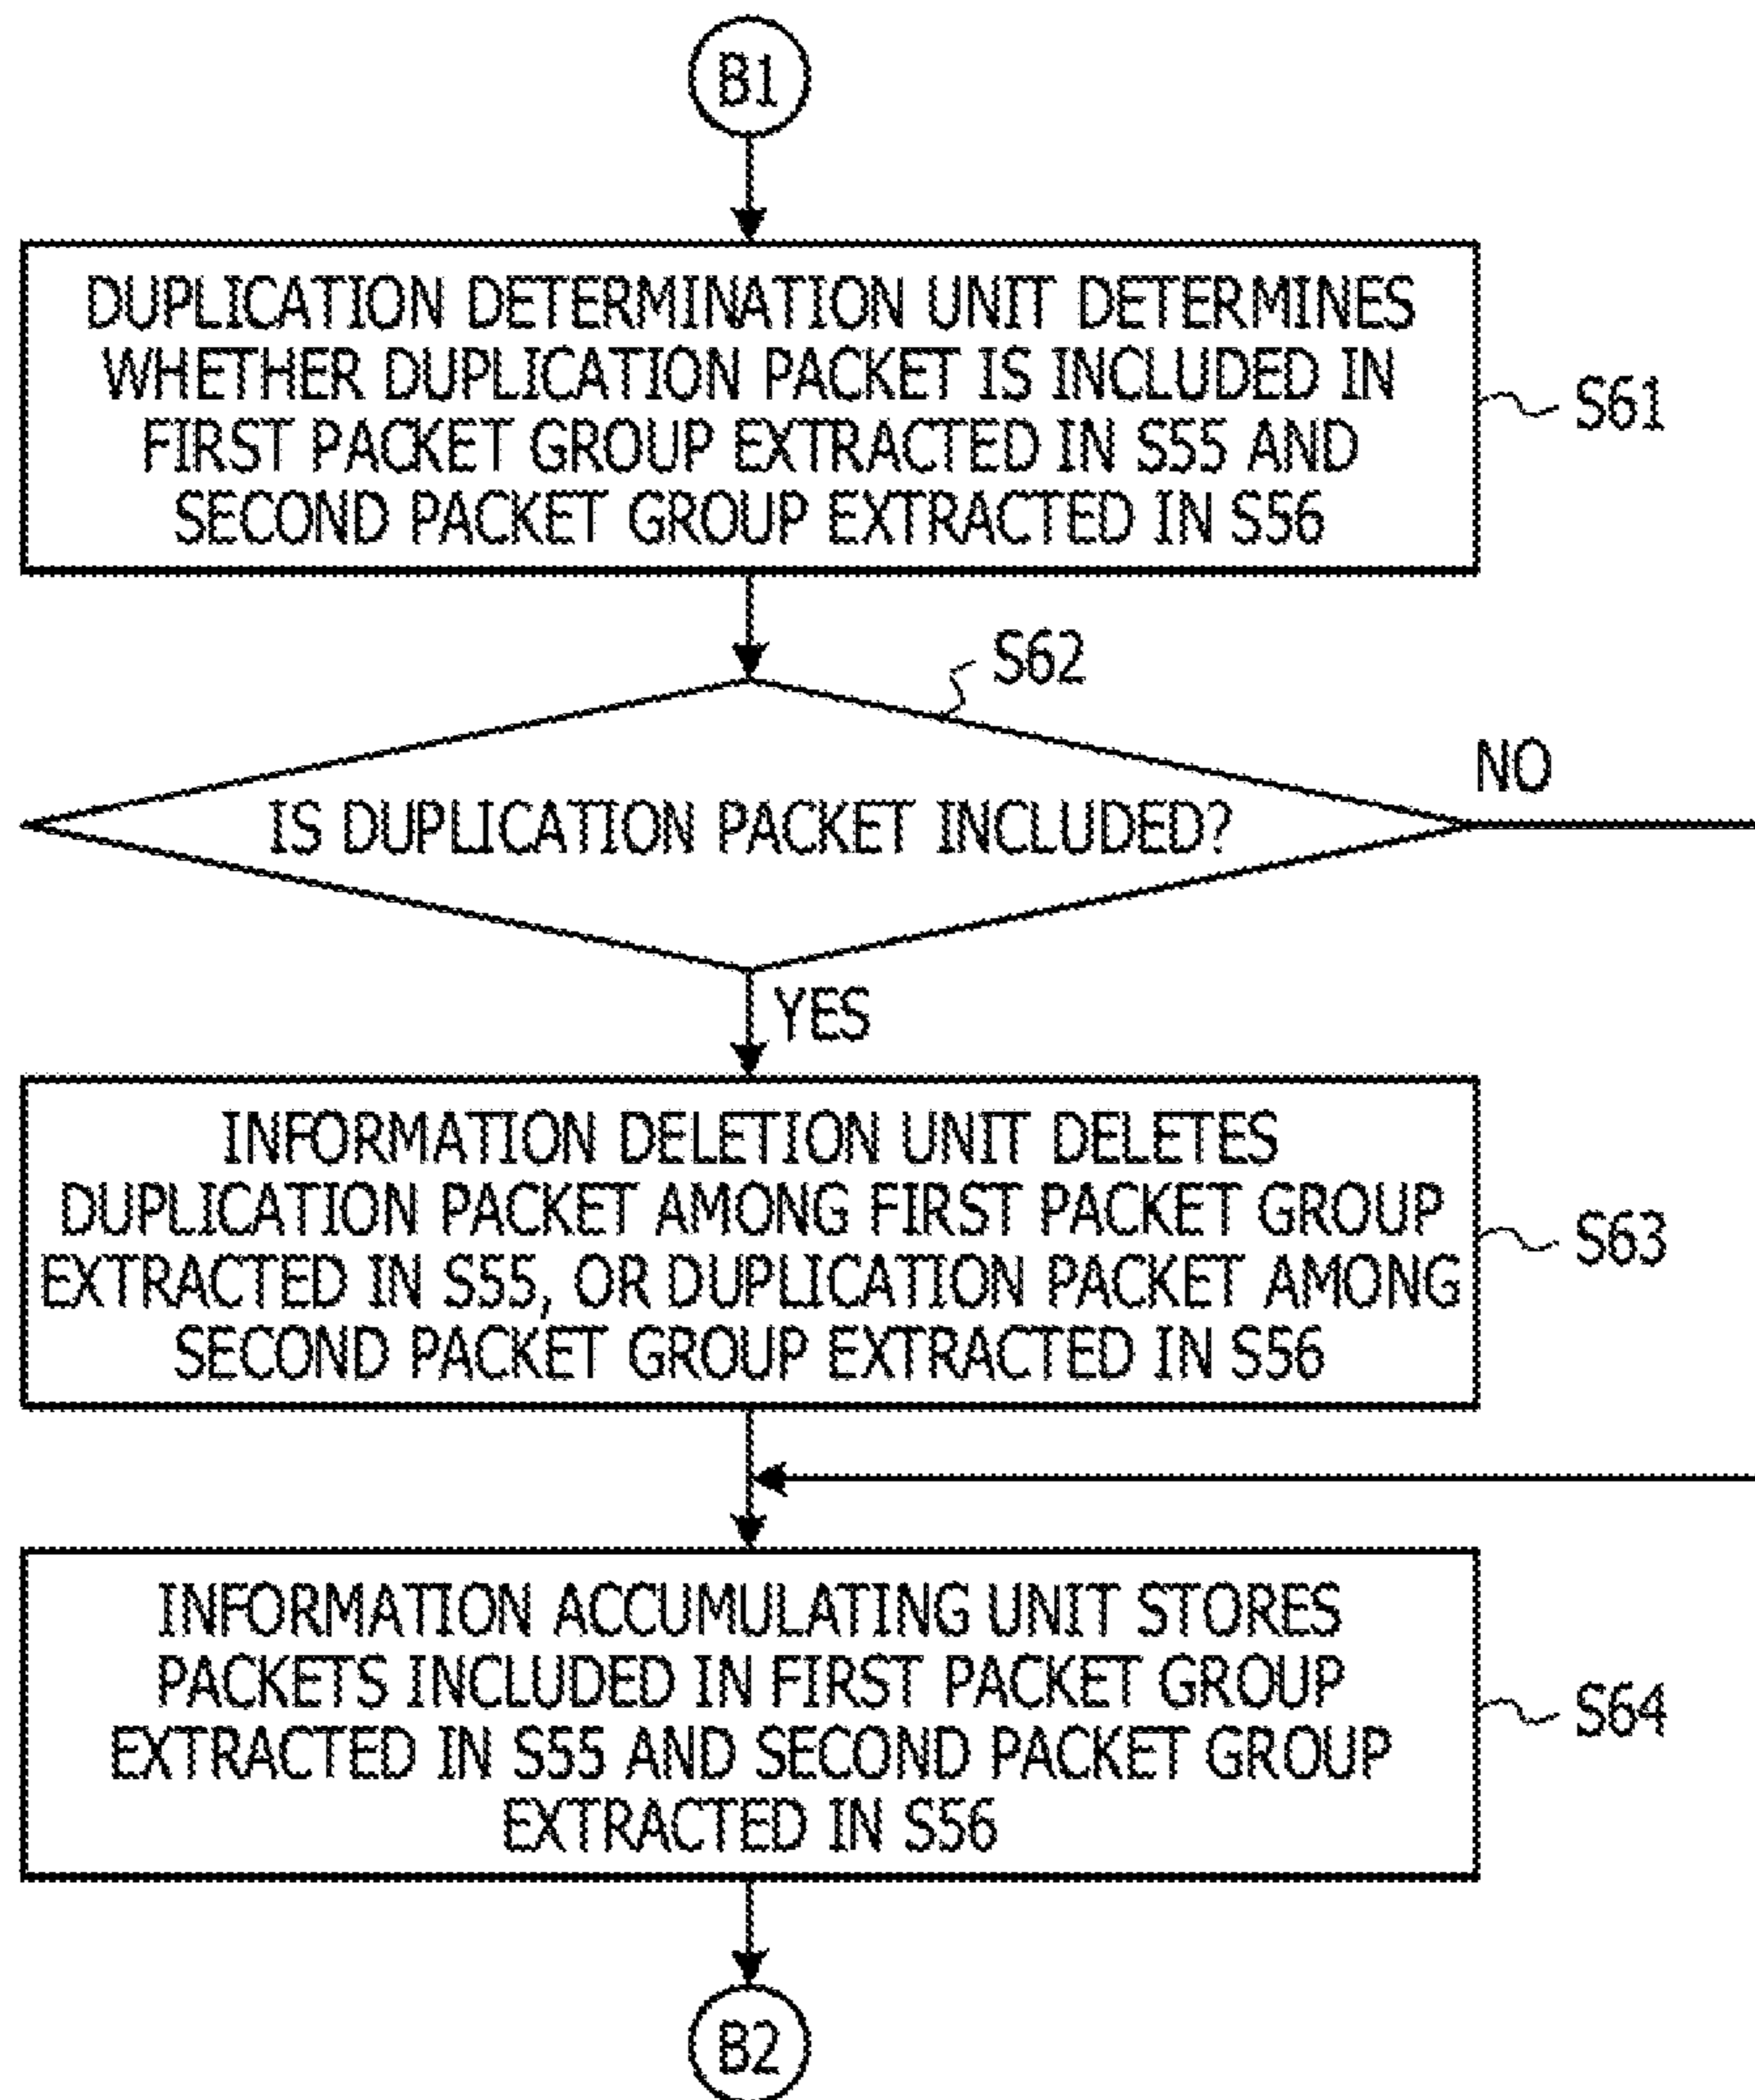 B1
DUPLICATION DETERMINATION UNIT DETERMINES
WHETHER DUPLICATION PACKET IS INCLUDED IN
FIRST PACKET GROUP EXTRACTED IN S55 AND
SECOND PACKET GROUP EXTRACTED IN S56
S61
S62
IS DUPLICATION PACKET INCLUDED?
NO
YES
INFORMATION DELETION UNIT DELETES
DUPLICATION PACKET AMONG FIRST PACKET GROUP
EXTRACTED IN S55, OR DUPLICATION PACKET AMONG
SECOND PACKET GROUP EXTRACTED IN S56
S63
INFORMATION ACCUMULATING UNIT STORES
PACKETS INCLUDED IN FIRST PACKET GROUP
EXTRACTED IN S55 AND SECOND PACKET GROUP
EXTRACTED IN S56
S64
B2